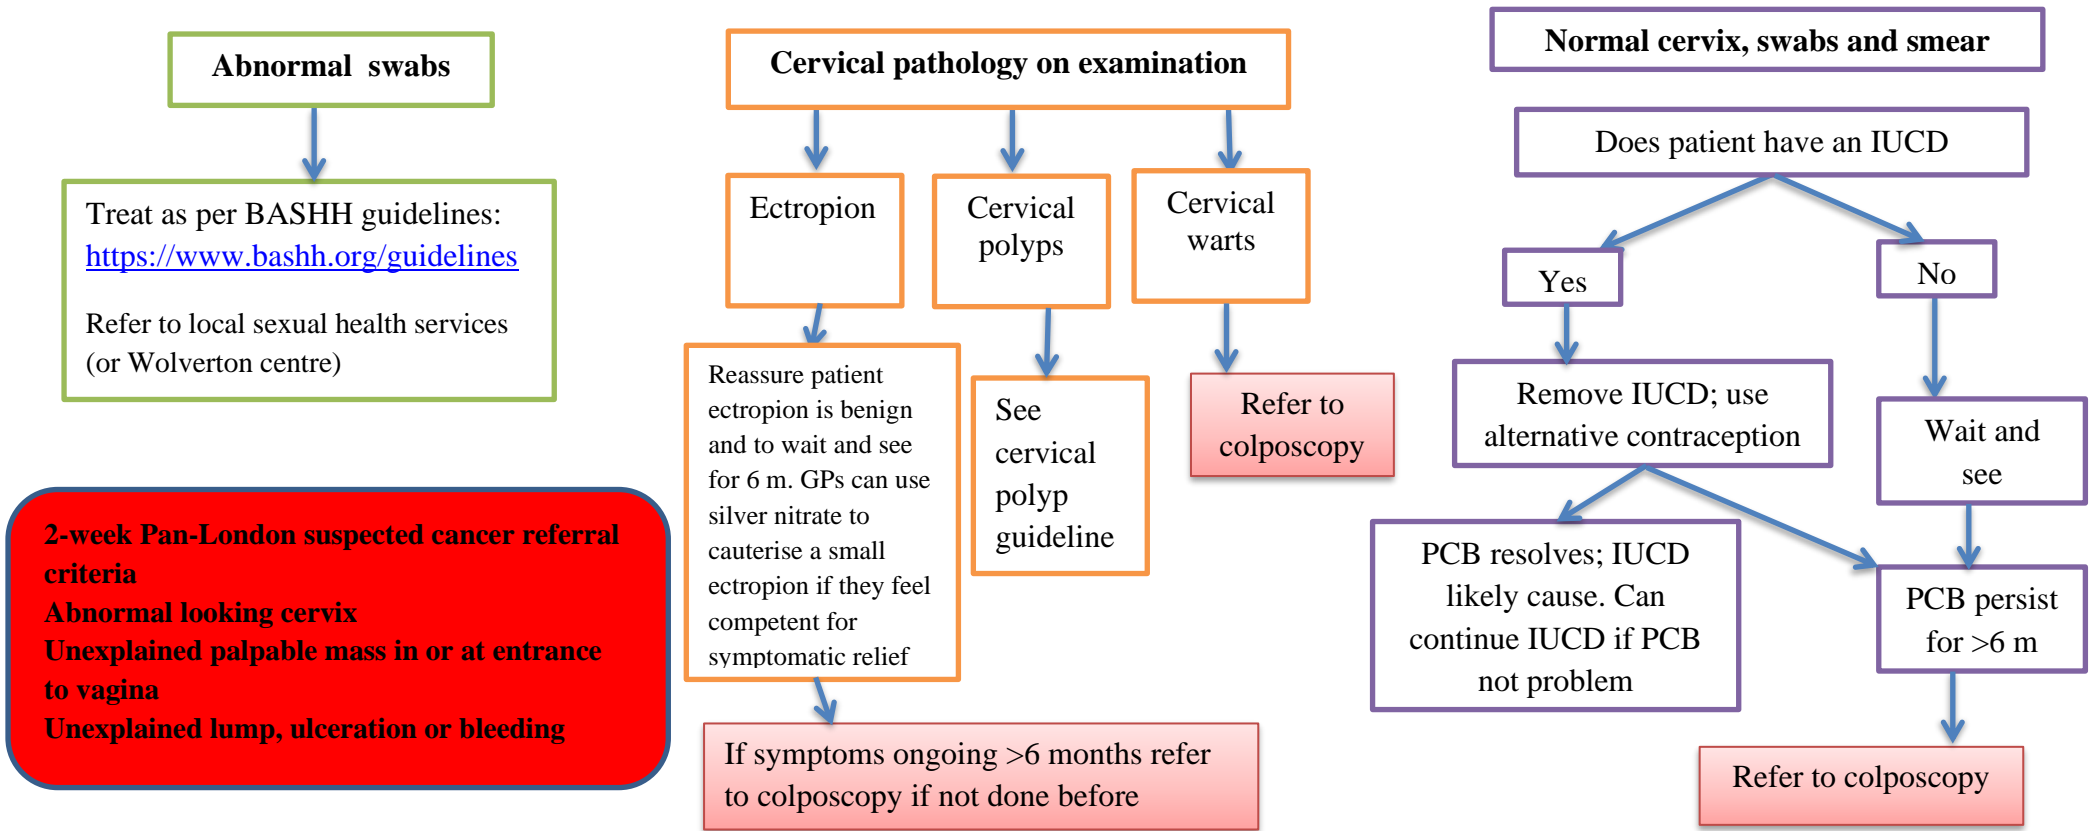 Abnormal  swabs
Treat as per BASHH guidelines:
https://www.bashh.org/guidelines
Refer to local sexual health services
(or Wolverton centre)
2-week Pan-London suspected cancer referral
criteria
Abnormal looking cervix
Unexplained palpable mass in or at entrance
to vagina
Unexplained lump, ulceration or bleeding
Cervical pathology on examination
Ectropion
Cervical
polyps
Cervical
warts
Reassure patient
ectropion is benign
and to wait and see
for 6 m. GPs can use
silver nitrate to
cauterise a small
ectropion if they feel
competent for
symptomatic relief
See
cervical
polyp
guideline
Refer to
colposcopy
If symptoms ongoing >6 months refer
to colposcopy if not done before
Normal cervix, swabs and smear
Does patient have an IUCD
Yes
No
Remove IUCD; use
alternative contraception
Wait and
see
PCB resolves; IUCD
likely cause. Can
continue IUCD if PCB
not problem
PCB persist
for >6 m
Refer to colposcopy